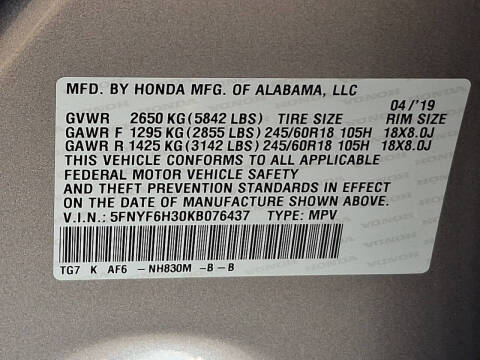 MFD. BY HONDA MFG. OF ALABAMA, LLC
04/'19
GVWR 2650 KG (5842 LBS) TIRE SIZE RIM SIZE
GAWR F 1295 KG (2855 LBS) 245/60R18 105H 18X8.0J
GAWR R 1425 KG (3142 LBS) 245/60R18 105H 18X8.0J
THIS VEHICLE CONFORMS TO ALL APPLICABLE
FEDERAL MOTOR VEHICLE SAFETY
AND THEFT PREVENTION STANDARDS IN EFFECT
ON THE DATE OF MANUFACTURE SHOWN ABOVE.
V.I.N.: 5FNYF6H30KB076437 TYPE: MPV
TG7 K AF6 -NH830M -B -B